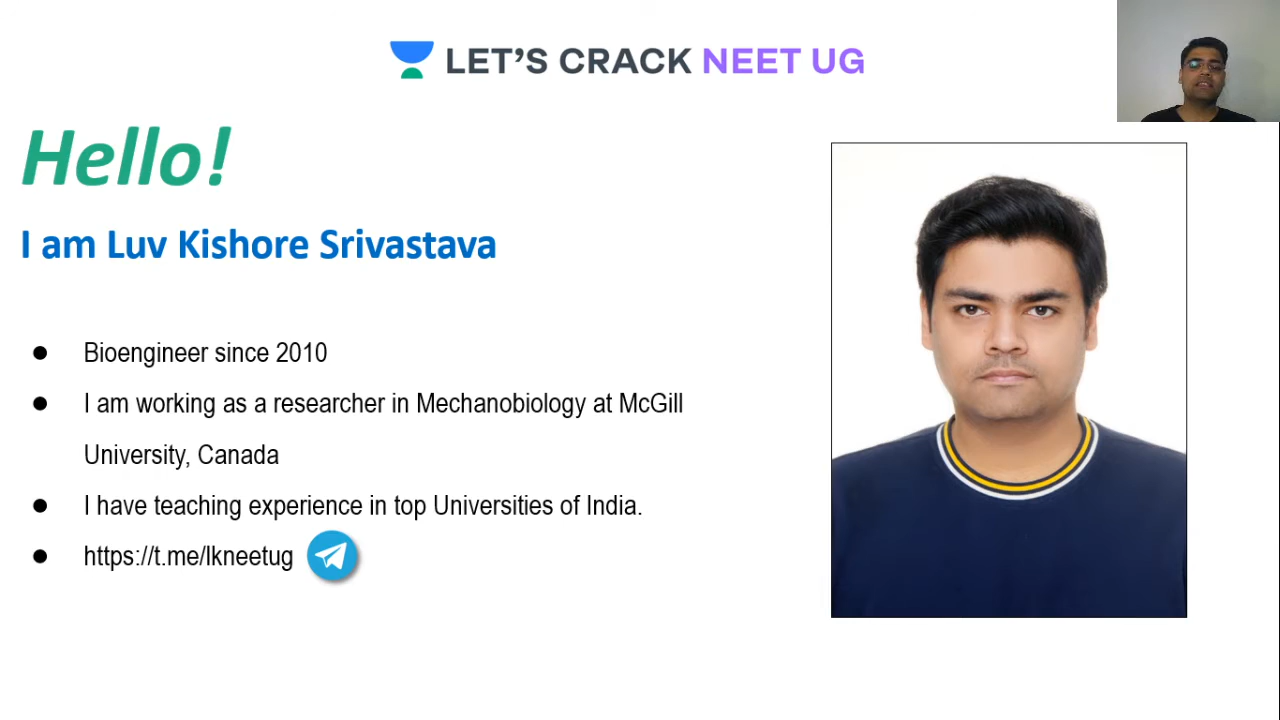 LET'S CRACK NEET UG
Hello!
I am Luv Kishore Srivastava
● Bioengineer since 2010
● I am working as a researcher in Mechanobiology at McGill
University, Canada
● I have teaching experience in top Universities of India.
● https://t.me/lkneetug